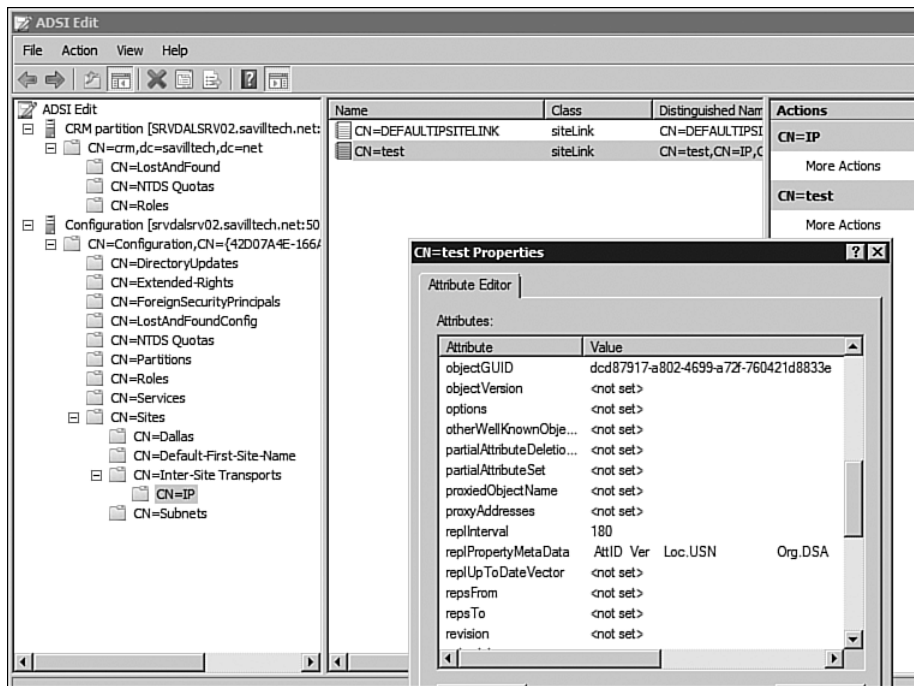 ADSI Edit
File Action View Help
ADSI Edit
CRM partition [SRVDALSRV02.savilltech.net:
CN=crm,dc=savilltech,dc=net
CN=LostAndFound
CN=NTDS Quotas
CN=Roles
Configuration [srvdalsrv02.savilltech.net:50
CN=Configuration,CN={42D07A4E-166A
CN=DirectoryUpdates
CN=Extended-Rights
CN=ForeignSecurityPrincipals
CN=LostAndFoundConfig
CN=NTDS Quotas
CN=Partitions
CN=Roles
CN=Services
CN=Sites
CN=Dallas
CN=Default-First-Site-Name
CN=Inter-Site Transports
CN=IP
CN=Subnets
Name Class Distinguished Nam
CN=DEFAULTIPSITELINK siteLink CN=DEFAULTIPSI
CN=test siteLink CN=test,CN=IP,C
Actions
CN=IP
More Actions
CN=test
More Actions
CN=test Properties
Attribute Editor
Attributes:
Attribute Value
objectGUID dcd87917-a802-4699-a72f-760421d8833e
objectVersion <not set>
options <not set>
otherWellKnownObje... <not set>
partialAttributeDeletio... <not set>
partialAttributeSet <not set>
proxiedObjectName <not set>
proxyAddresses <not set>
replInterval 180
replPropertyMetaData AttID Ver Loc.USN Org.DSA
replUpToDateVector <not set>
repsFrom <not set>
repsTo <not set>
revision <not set>